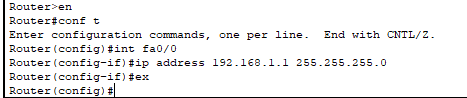 Router>en
Router#conf t
Enter configuration commands, one per line.  End with CNTL/Z.
Router(config)#int fa0/0
Router(config-if)#ip address 192.168.1.1 255.255.255.0
Router(config-if)#ex
Router(config)#